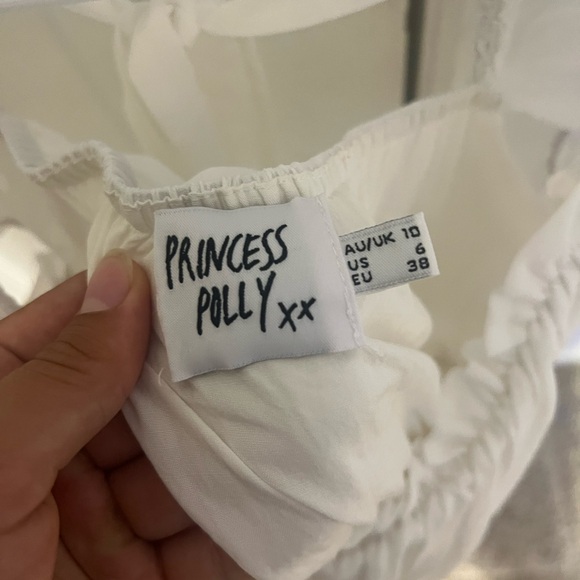 PRINCESS
POLLY xx
AU/UK 10
US 6
EU 38